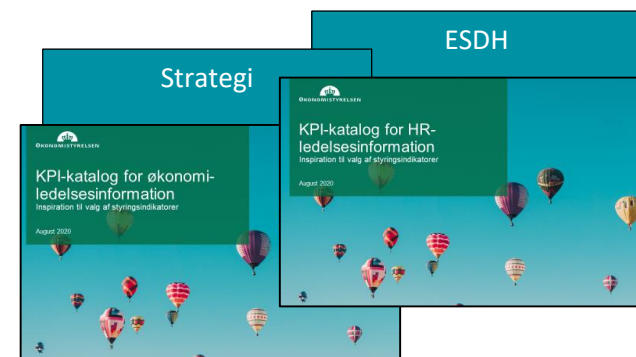 ESDH
Strategi
ØKONOMISTYRELSEN
KPI-katalog for HR-
ledelsesinformation
Inspiration til valg af styringsindikatorer
August 2020
ØKONOMISTYRELSEN
KPI-katalog for økonomi-
ledelsesinformation
Inspiration til valg af styringsindikatorer
August 2020